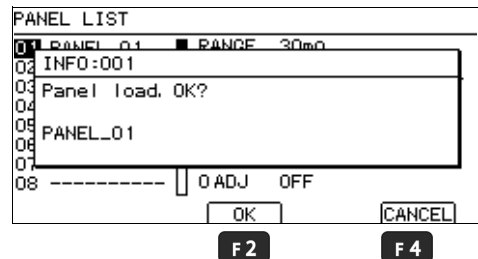 PANEL LIST
01 PANEL_01 RANGE 30mΩ
02 INFO:001
03 Panel load. OK?
04
05 PANEL_01
06
07
08 ---------- 0 ADJ OFF
OK CANCEL
F2 F4